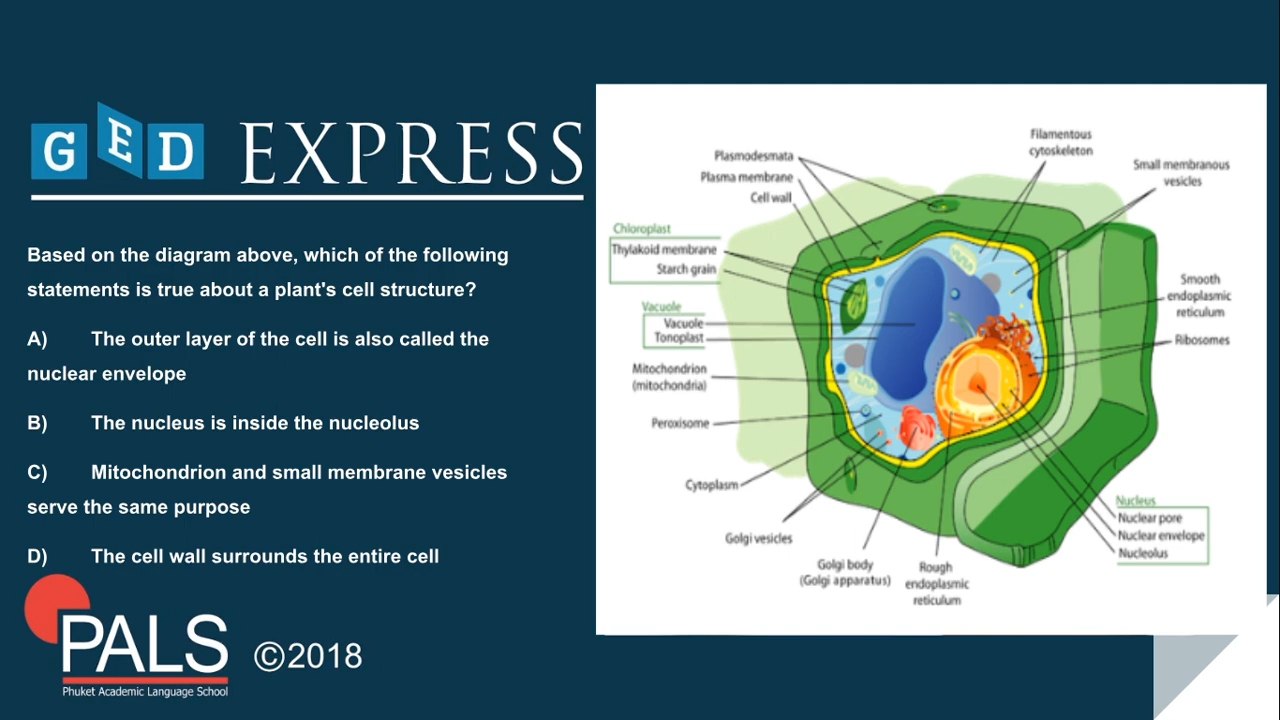 GED EXPRESS
Based on the diagram above, which of the following
statements is true about a plant's cell structure?
A) The outer layer of the cell is also called the
nuclear envelope
B) The nucleus is inside the nucleolus
C) Mitochondrion and small membrane vesicles
serve the same purpose
D) The cell wall surrounds the entire cell
PALS ©2018
Phuket Academic Language School
Plasmodesmata
Plasma membrane
Cell wall
Chloroplast
Thylakoid membrane
Starch grain
Vacuole
Vacuole
Tonoplast
Mitochondrion
(mitochondria)
Peroxisome
Cytoplasm
Golgi vesicles
Golgi body
(Golgi apparatus)
Rough
endoplasmic
reticulum
Filamentous
cytoskeleton
Small membranous
vesicles
Smooth
endoplasmic
reticulum
Ribosomes
Nucleus
Nuclear pore
Nuclear envelope
Nucleolus